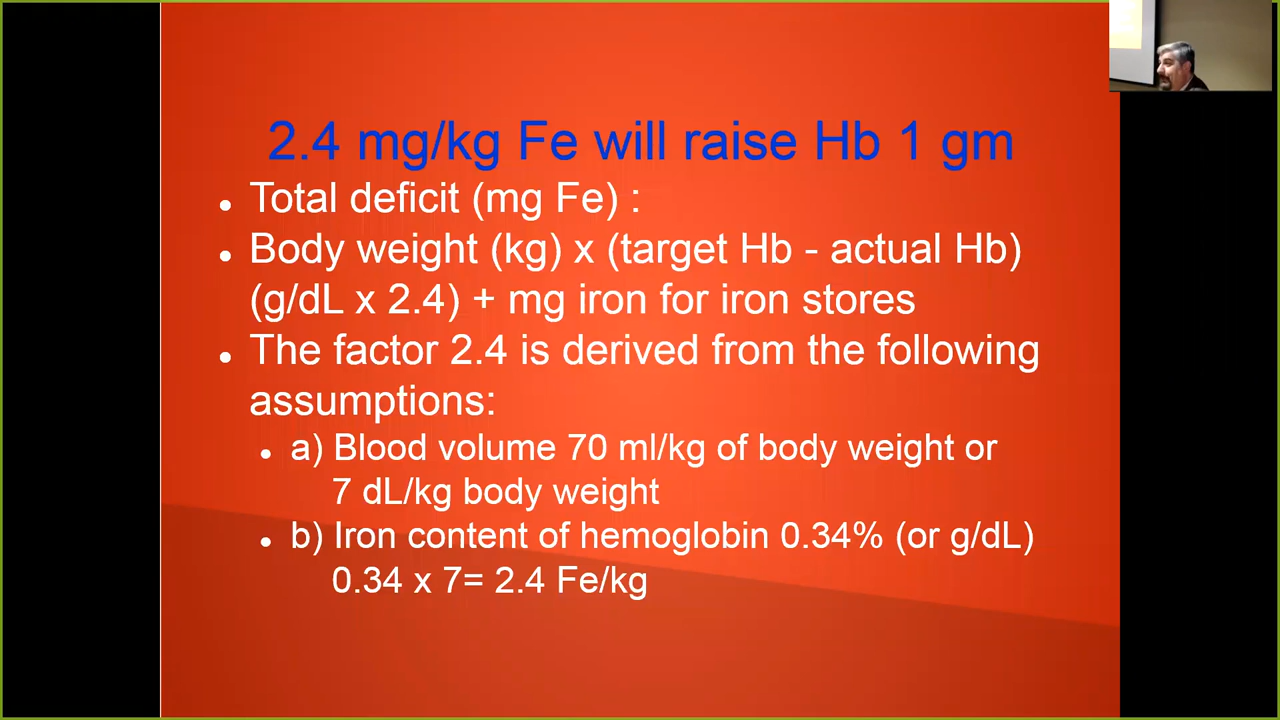 2.4 mg/kg Fe will raise Hb 1 gm
• Total deficit (mg Fe) :
• Body weight (kg) x (target Hb - actual Hb)
(g/dL x 2.4) + mg iron for iron stores
• The factor 2.4 is derived from the following
assumptions:
• a) Blood volume 70 ml/kg of body weight or
7 dL/kg body weight
• b) Iron content of hemoglobin 0.34% (or g/dL)
0.34 x 7= 2.4 Fe/kg